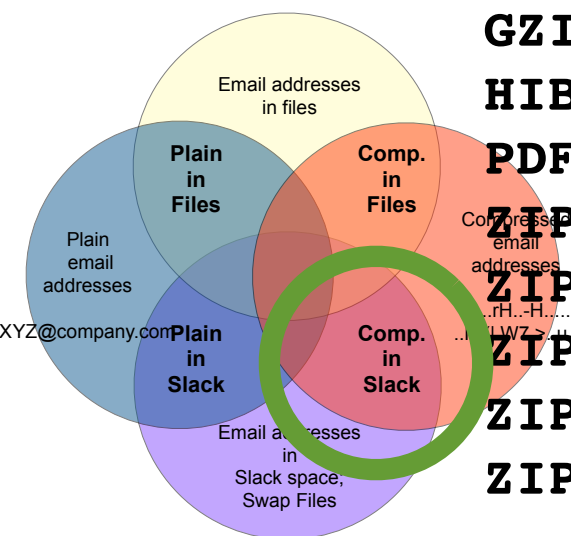 GZI
HIB
PDF
ZIP
ZIP
ZIP
ZIP
ZIP
Email addresses
in files
Plain
in
Files
Comp.
in
Files
Plain
email
addresses
Compressed
email
addresses
XYZ@company.com
Plain
in
Slack
Comp.
in
Slack
Email addresses
in
Slack space,
Swap Files